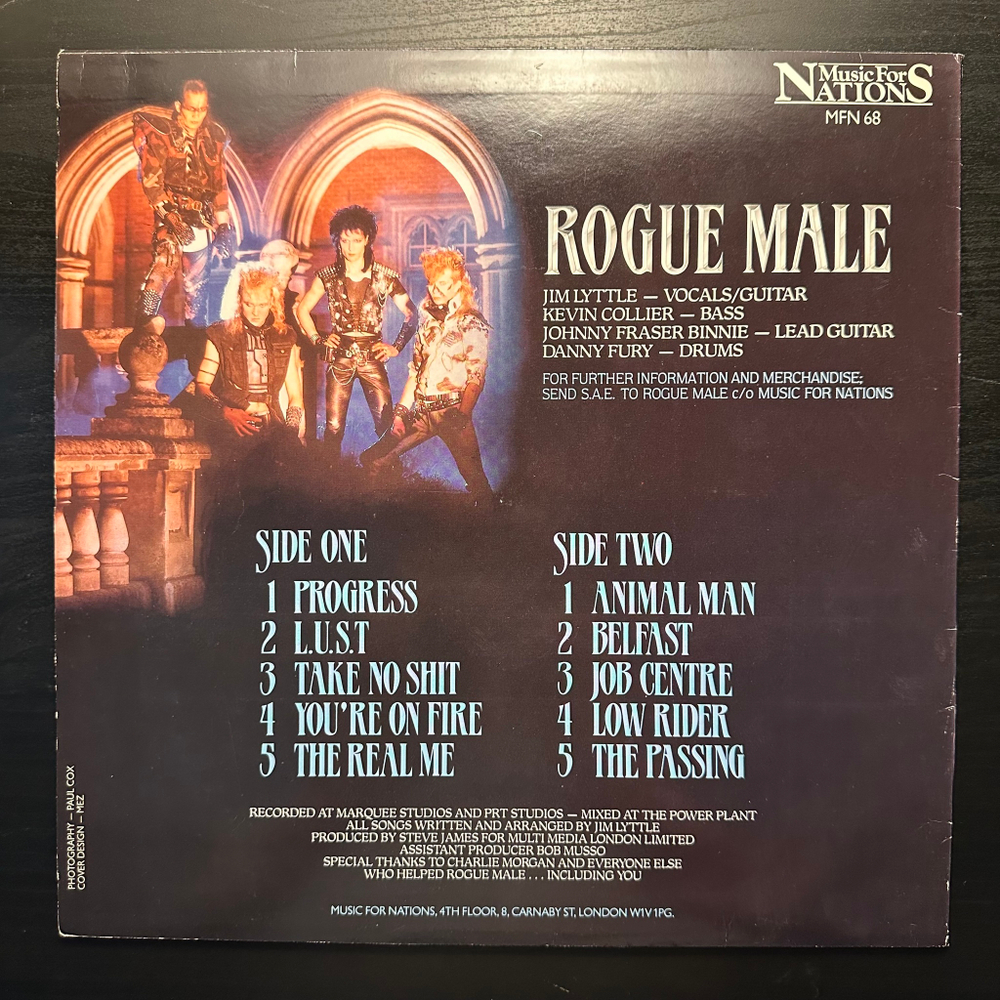 Music For
NATIONS
MFN 68
ROGUE MALE
JIM LYTTLE — VOCALS/GUITAR
KEVIN COLLIER — BASS
JOHNNY FRASER BINNIE — LEAD GUITAR
DANNY FURY — DRUMS
FOR FURTHER INFORMATION AND MERCHANDISE;
SEND S.A.E. TO ROGUE MALE c/o MUSIC FOR NATIONS
SIDE ONE
1 PROGRESS
2 L.U.S.T
3 TAKE NO SHIT
4 YOU'RE ON FIRE
5 THE REAL ME
SIDE TWO
1 ANIMAL MAN
2 BELFAST
3 JOB CENTRE
4 LOW RIDER
5 THE PASSING
PHOTOGRAPHY — PAUL COX
COVER DESIGN — MEZ
RECORDED AT MARQUEE STUDIOS AND PRT STUDIOS — MIXED AT THE POWER PLANT
ALL SONGS WRITTEN AND ARRANGED BY JIM LYTTLE
PRODUCED BY STEVE JAMES FOR MULTI MEDIA LONDON LIMITED
ASSISTANT PRODUCER BOB MUSSO
SPECIAL THANKS TO CHARLIE MORGAN AND EVERYONE ELSE
WHO HELPED ROGUE MALE . . . INCLUDING YOU
MUSIC FOR NATIONS, 4TH FLOOR, 8, CARNABY ST, LONDON W1V 1PG.